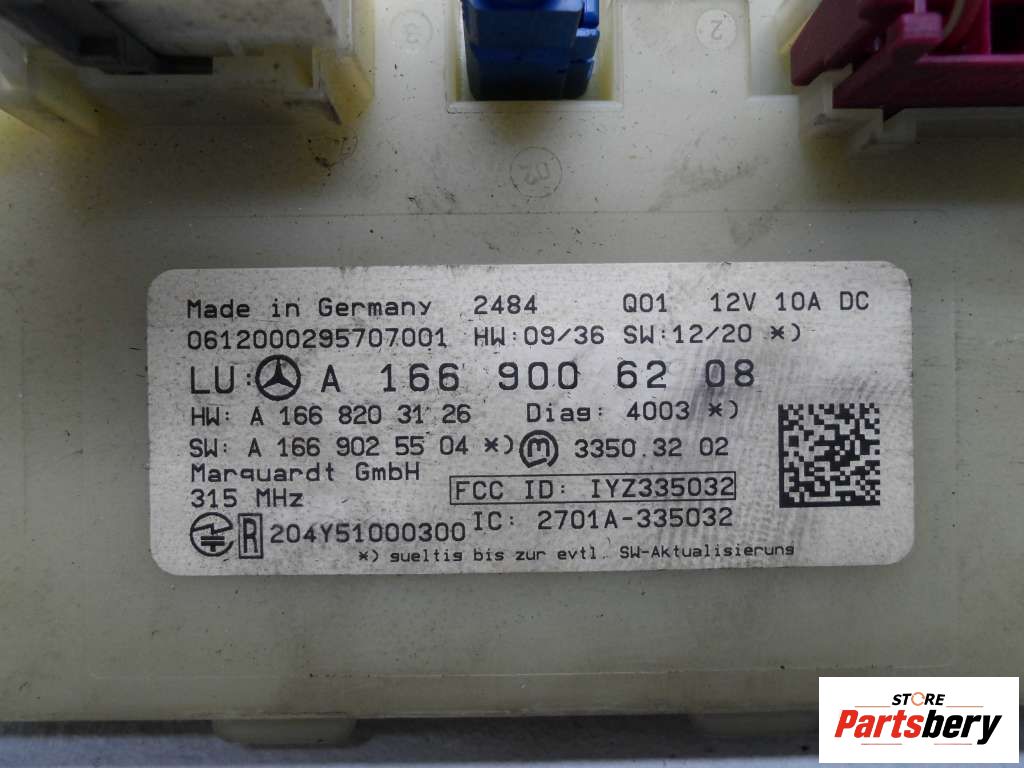 3
2
02
Made in Germany 2484 Q01 12V 10A DC
0612000295707001 HW:09/36 SW:12/20 *)
LU: A 166 900 62 08
HW: A 166 820 31 26 Diag: 4003 *)
SW: A 166 902 55 04 *) m 3350 32 02
Marquardt GmbH
315 MHz FCC ID: IYZ335032
R 204Y51000300 IC: 2701A-335032
*) gueltig bis zur evtl. SW-Aktualisierung
STORE
Partsbery